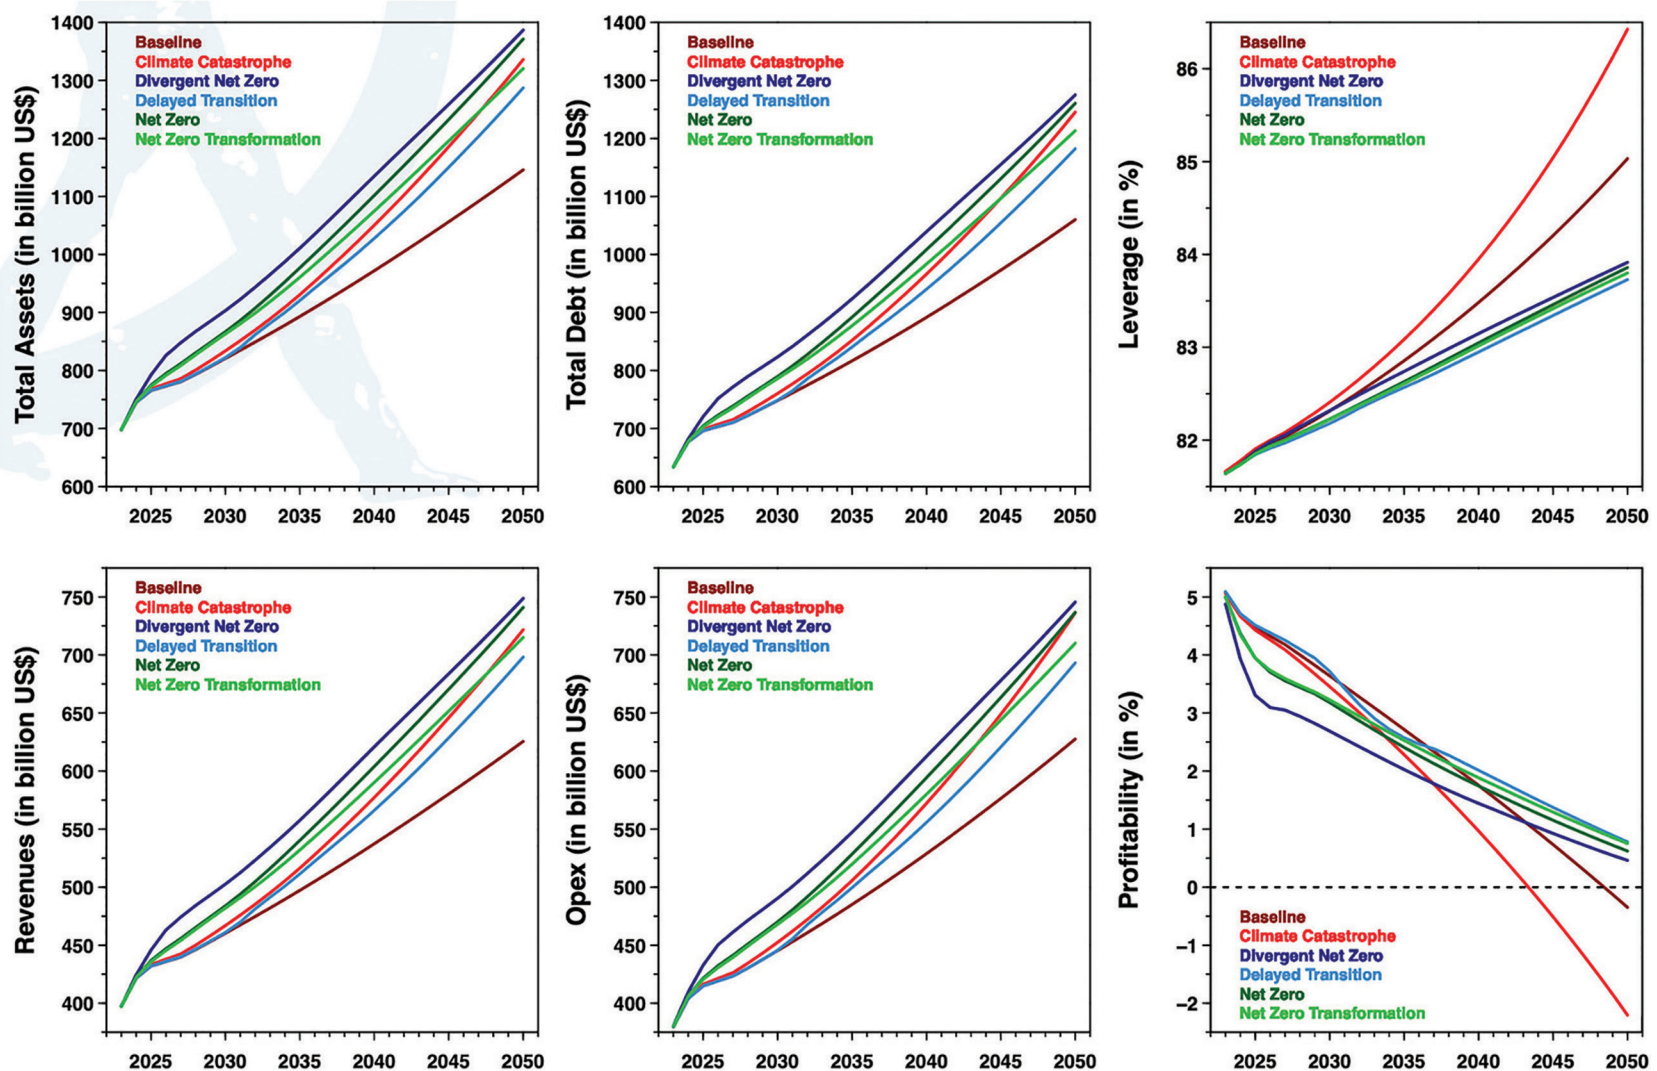 Total Assets (in billion US$)
1400
1300
1200
1100
1000
900
800
700
600
Baseline
Climate Catastrophe
Divergent Net Zero
Delayed Transition
Net Zero
Net Zero Transformation
2025 2030 2035 2040 2045 2050
Total Debt (in billion US$)
1400
1300
1200
1100
1000
900
800
700
600
Baseline
Climate Catastrophe
Divergent Net Zero
Delayed Transition
Net Zero
Net Zero Transformation
2025 2030 2035 2040 2045 2050
Leverage (in %)
86
85
84
83
82
Baseline
Climate Catastrophe
Divergent Net Zero
Delayed Transition
Net Zero
Net Zero Transformation
2025 2030 2035 2040 2045 2050
Revenues (in billion US$)
750
700
650
600
550
500
450
400
Baseline
Climate Catastrophe
Divergent Net Zero
Delayed Transition
Net Zero
Net Zero Transformation
2025 2030 2035 2040 2045 2050
Opex (in billion US$)
750
700
650
600
550
500
450
400
Baseline
Climate Catastrophe
Divergent Net Zero
Delayed Transition
Net Zero
Net Zero Transformation
2025 2030 2035 2040 2045 2050
Profitability (in %)
5
4
3
2
1
0
−1
−2
Baseline
Climate Catastrophe
Divergent Net Zero
Delayed Transition
Net Zero
Net Zero Transformation
2025 2030 2035 2040 2045 2050